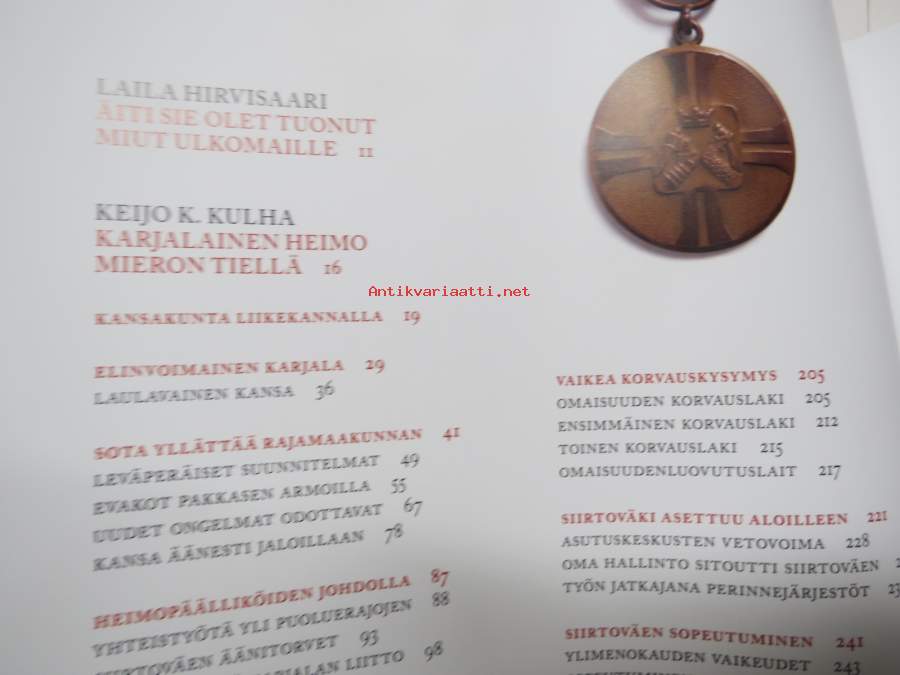 LAILA HIRVISAARI
ÄITI SIE OLET TUONUT
MIUT ULKOMAILLE 11
KEIJO K. KULHA
KARJALAINEN HEIMO
MIERON TIELLÄ 16
KANSAKUNTA LIIKEKANNALLA 19
ELINVOIMAINEN KARJALA 29
LAULAVAINEN KANSA 36
SOTA YLLÄTTÄÄ RAJAMAAKUNNAN 41
LEVÄPERÄISET SUUNNITELMAT 49
EVAKOT PAKKASEN ARMOILLA 55
UUDET ONGELMAT ODOTTAVAT 67
KANSA ÄÄNESTI JALOILLAAN 78
HEIMOPÄÄLLIKÖIDEN JOHDOLLA 87
YHTEISTYÖTÄ YLI PUOLUERAJOJEN 88
SIIRTOVÄEN ÄÄNITORVET 93
LIITTO 98
Antikvariaatti.net
VAIKEA KORVAUSKYSYMYS 205
OMAISUUDEN KORVAUSLAKI 205
ENSIMMÄINEN KORVAUSLAKI 212
TOINEN KORVAUSLAKI 215
OMAISUUDENLUOVUTUSLAIT 217
SIIRTOVÄKI ASETTUU ALOILLEEN 221
ASUTUSKESKUSTEN VETOVOIMA 228
OMA HALLINTO SITOUTTI SIIRTOVÄEN
TYÖN JATKAJANA PERINNEJÄRJESTÖT
SIIRTOVÄEN SOPEUTUMINEN 241
YLIMENOKAUDEN VAIKEUDET 243